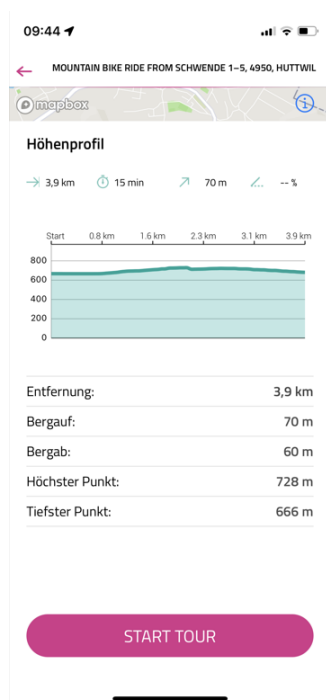 09:44
MOUNTAIN BIKE RIDE FROM SCHWENDE 1–5, 4950, HUTTWIL
mapbox
Höhenprofil
3,9 km 15 min 70 m --%
Start 0.8 km 1.6 km 2.3 km 3.1 km 3.9 km
800
600
400
200
0
Entfernung: 3,9 km
Bergauf: 70 m
Bergab: 60 m
Höchster Punkt: 728 m
Tiefster Punkt: 666 m
START TOUR